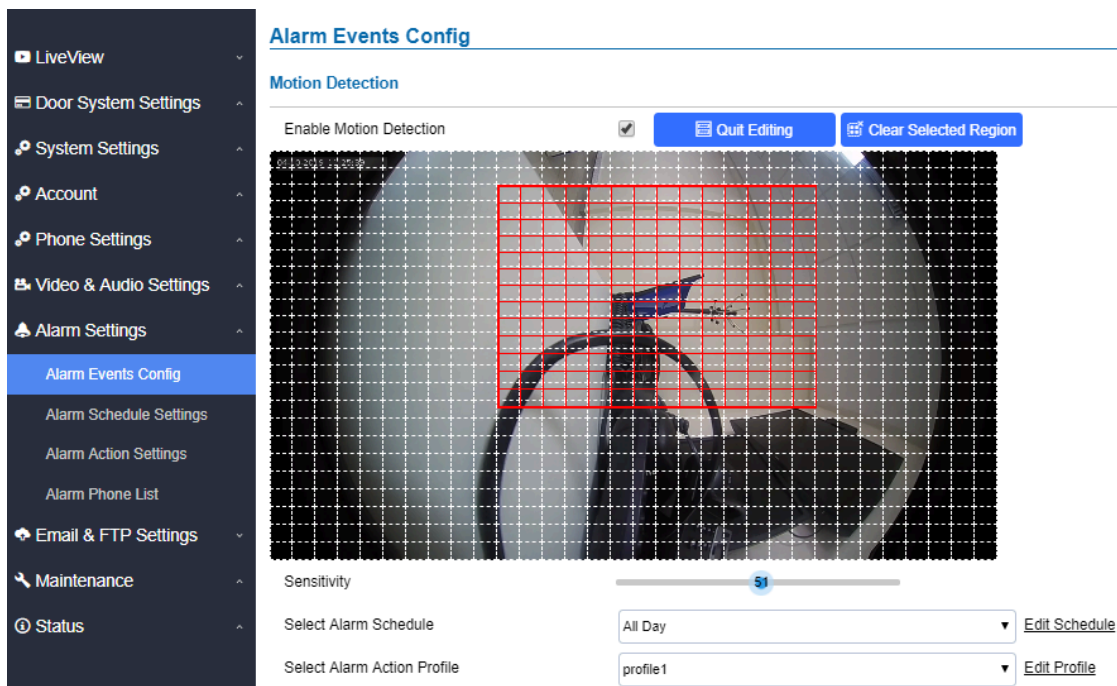 Alarm Events Config
LiveView
Motion Detection
Door System Settings
Enable Motion Detection
Quit Editing
Clear Selected Region
System Settings
Account
Phone Settings
Video & Audio Settings
Alarm Settings
Alarm Events Config
Alarm Schedule Settings
Alarm Action Settings
Alarm Phone List
Email & FTP Settings
Maintenance
Status
Sensitivity
51
Select Alarm Schedule
All Day
Edit Schedule
Select Alarm Action Profile
profile1
Edit Profile